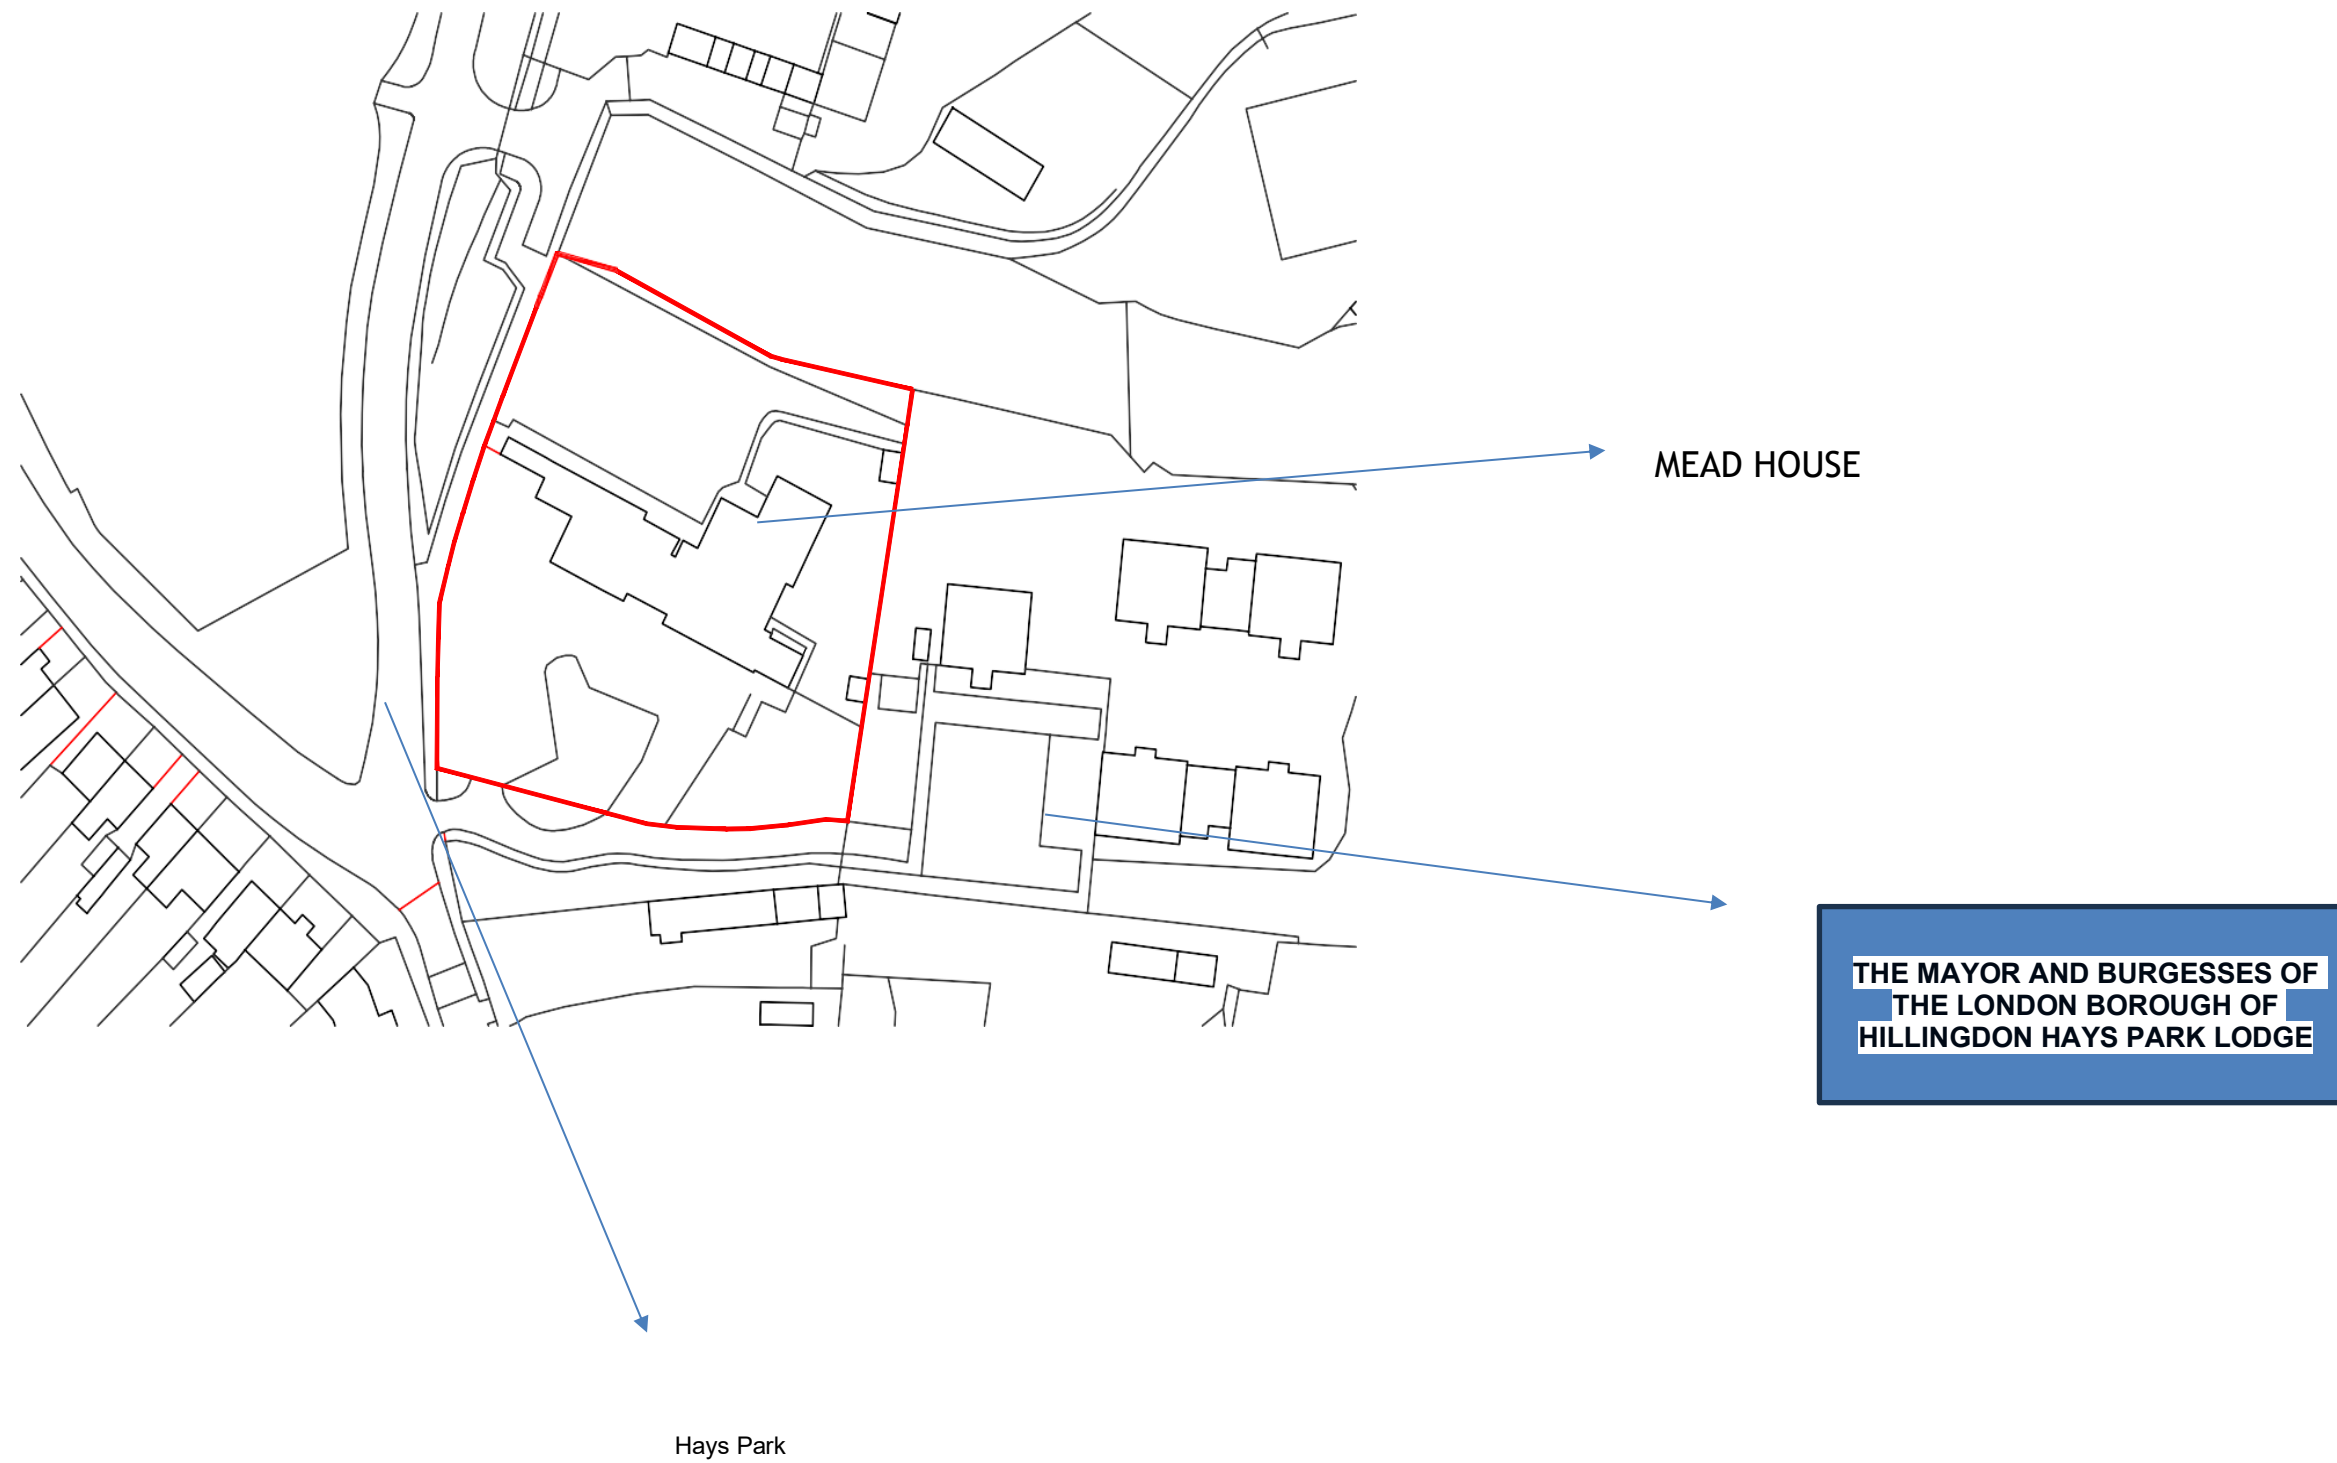 MEAD HOUSE
THE MAYOR AND BURGESSES OF
THE LONDON BOROUGH OF
HILLINGDON HAYS PARK LODGE
Hays Park